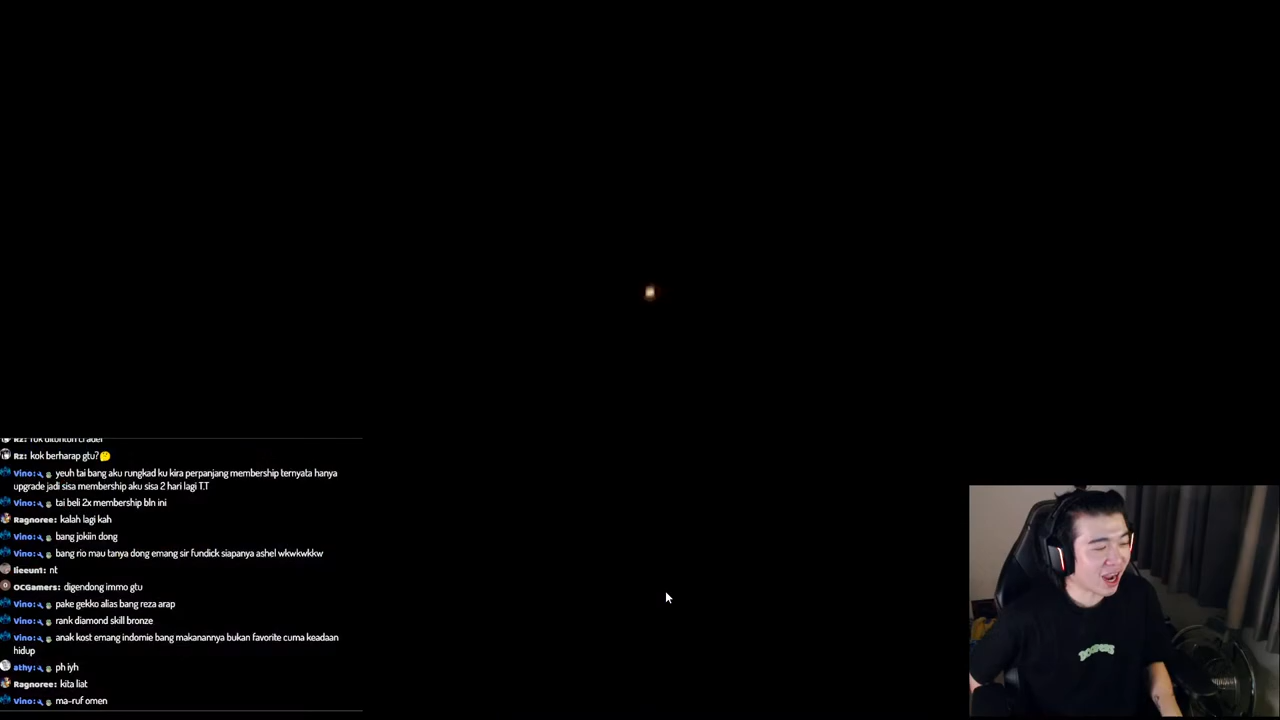 Rz: kok berharap gtu?🤔
Vino: yeuh tai bang aku rungkad ku kira perpanjang membership ternyata hanya
upgrade jadi sisa membership aku sisa 2 hari lagi T.T
Vino: tai beli 2x membership bln ini
Ragnoree: kalah lagi kah
Vino: bang jokiin dong
Vino: bang rio mau tanya dong emang sir fundick siapanya ashel wkwkwkkw
lieeun1: nt
OCGamers: digendong immo gtu
Vino: pake gekko alias bang reza arap
Vino: rank diamond skill bronze
Vino: anak kost emang indomie bang makanannya bukan favorite cuma keadaan
hidup
athy: ph iyh
Ragnoree: kita liat
Vino: ma-ruf omen